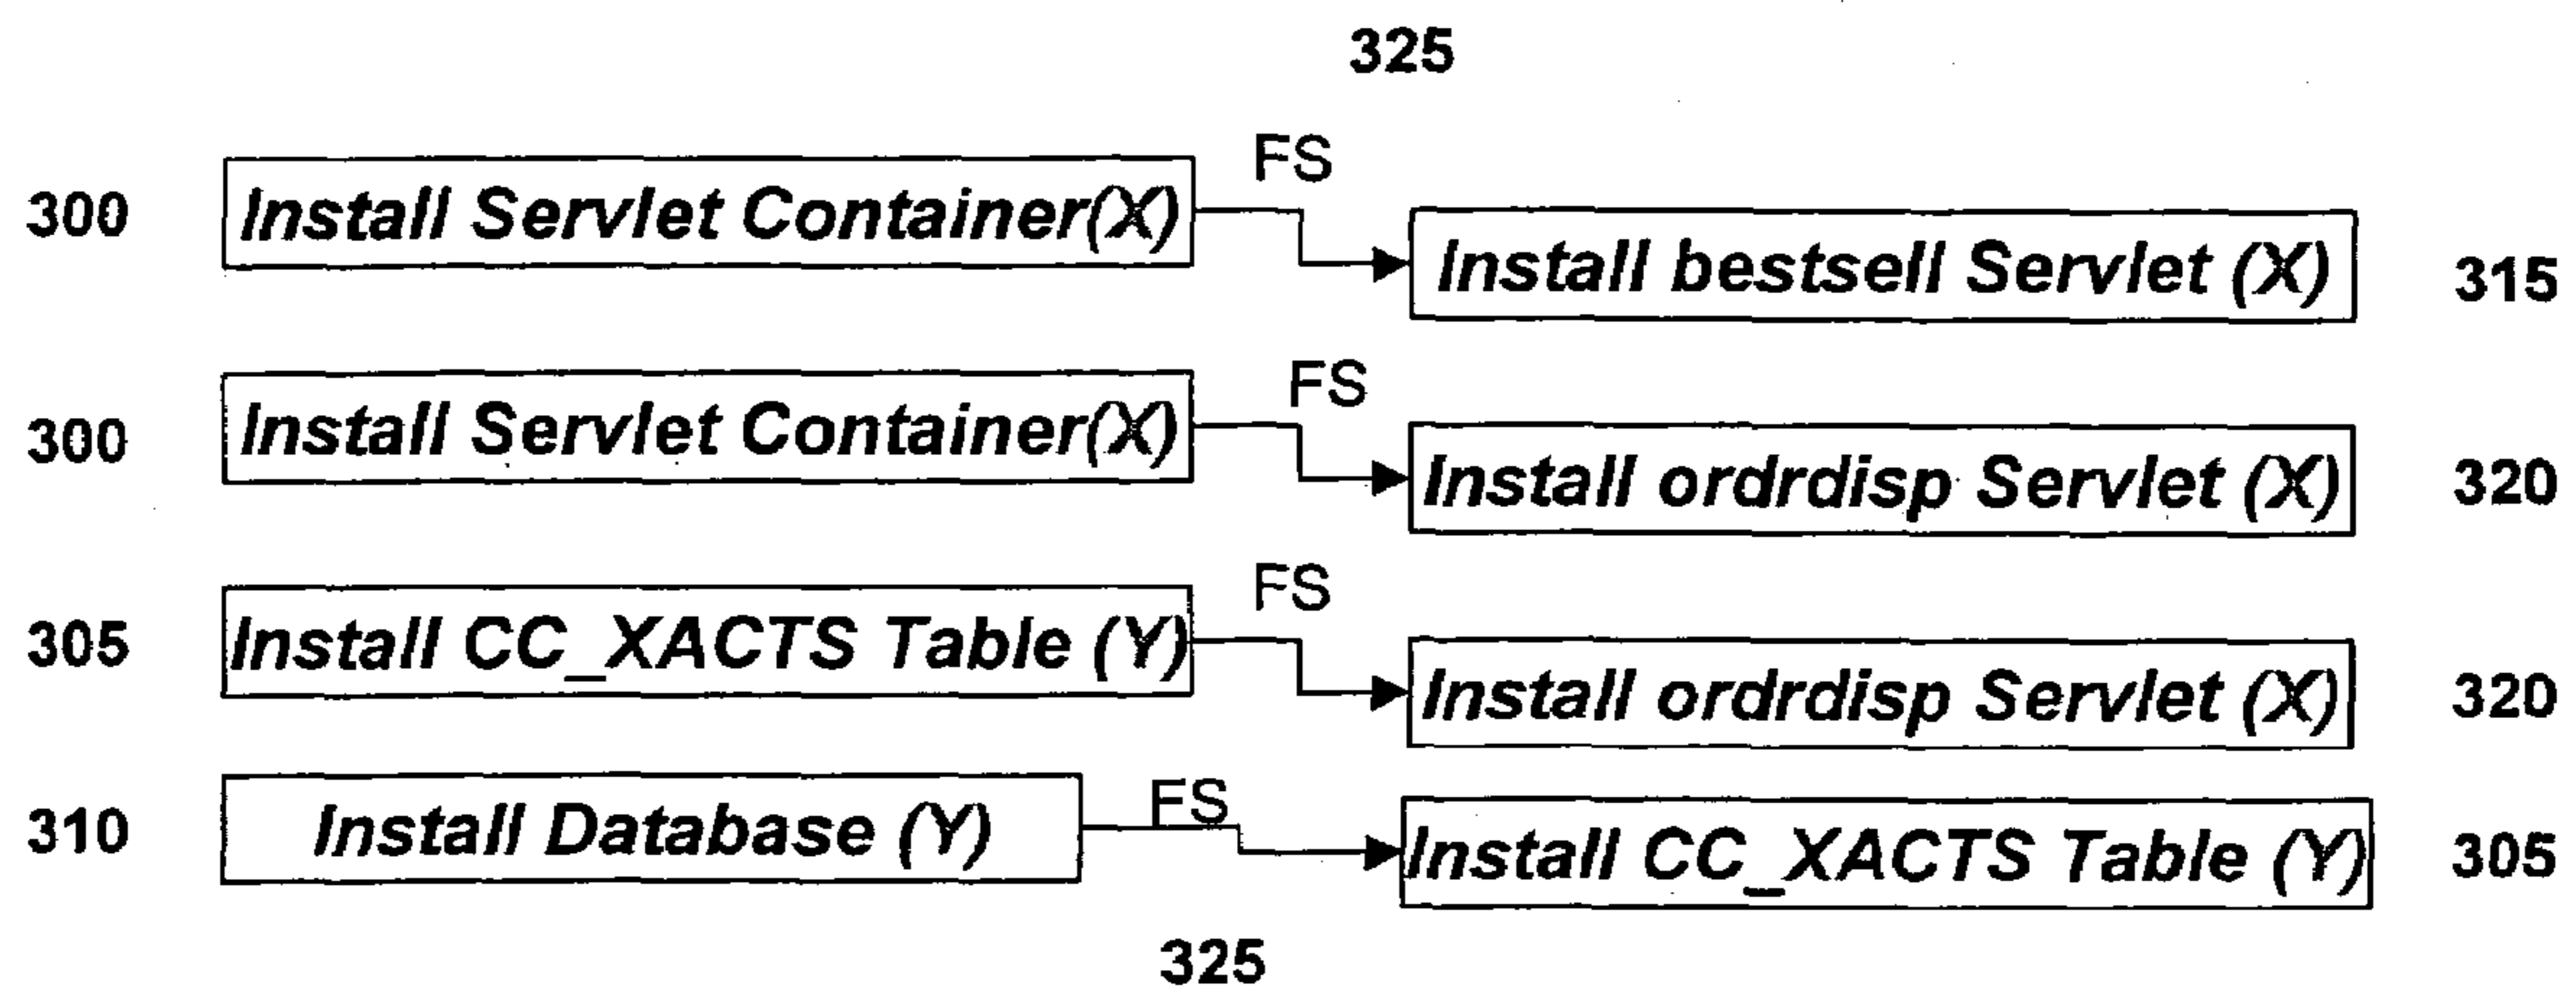 325
FS
300 Install Servlet Container(X)
Install bestsell Servlet (X) 315
FS
300 Install Servlet Container(X)
Install ordrdisp Servlet (X) 320
FS
305 Install CC_XACTS Table (Y)
Install ordrdisp Servlet (X) 320
FS
310 Install Database (Y)
Install CC_XACTS Table (Y) 305
325